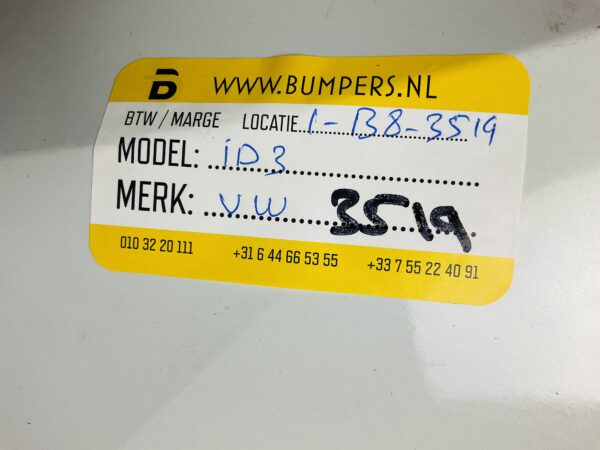 B WWW.BUMPERS.NL
BTW / MARGE LOCATIE 1-B8-3519
MODEL: iD3
MERK: VW 3519
010 32 20 111 +31 6 44 66 53 55 +33 7 55 22 40 91